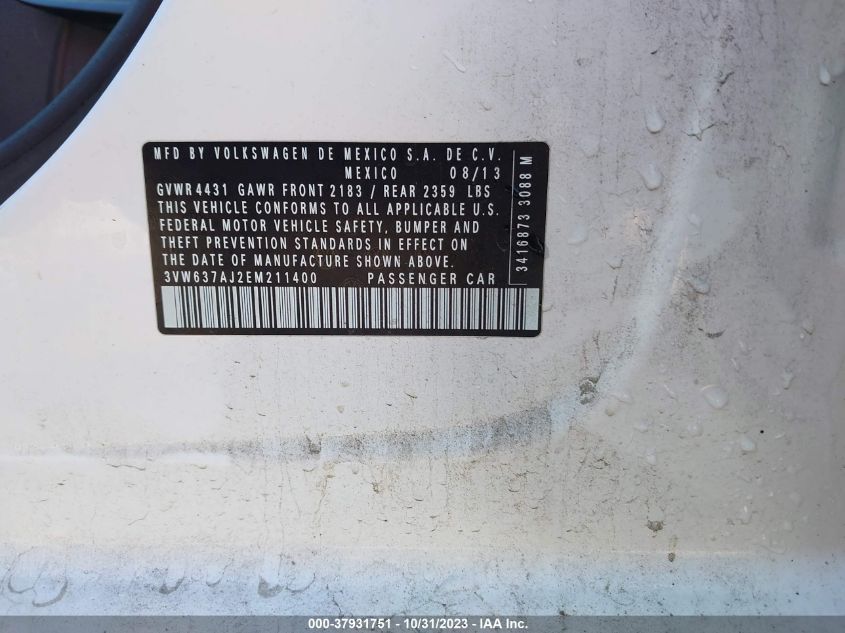 MFD BY VOLKSWAGEN DE MEXICO S.A. DE C.V.
MEXICO 08/13
GVWR 4431 GAWR FRONT 2183 / REAR 2359 LBS
THIS VEHICLE CONFORMS TO ALL APPLICABLE U.S.
FEDERAL MOTOR VEHICLE SAFETY, BUMPER AND
THEFT PREVENTION STANDARDS IN EFFECT ON
THE DATE OF MANUFACTURE SHOWN ABOVE.
3VW637AJ2EM211400 PASSENGER CAR
3416873 3088 M
000-37931751 - 10/31/2023 - IAA Inc.